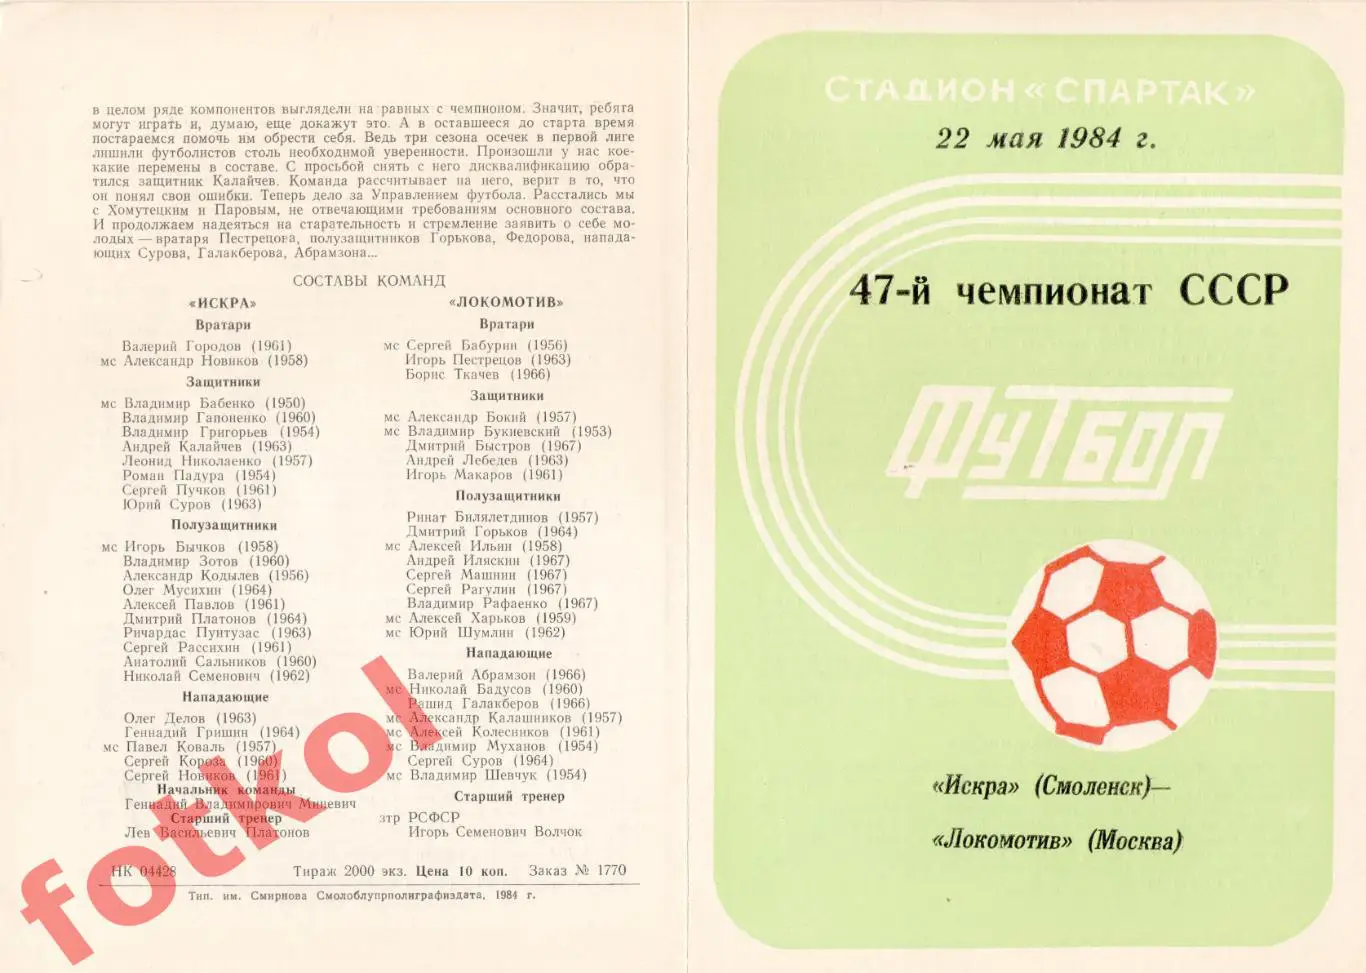 в целом ряде компонентов выглядели на равных с чемпионом. Значит, ребята
могут играть и, думаю, еще докажут это. А в оставшееся до старта время
постараемся помочь им обрести себя. Ведь три сезона осечек в первой лиге
лишили футболистов столь необходимой уверенности. Произошли у нас кое-
какие перемены в составе. С просьбой снять с него дисквалификацию обра-
тился защитник Калайчев. Команда рассчитывает на него, верит в то, что
он понял свои ошибки. Теперь дело за Управлением футбола. Расстались мы
с Хомутецким и Паровым, не отвечающими требованиям основного состава.
И продолжаем надеяться на старательность и стремление заявить о себе мо-
лодых — вратаря Пестрецова, полузащитников Горькова, Федорова, напада-
ющих Сурова, Галакберова, Абрамзона...
СОСТАВЫ КОМАНД
«ИСКРА»
Вратари
Валерий Городов (1961)
мс Александр Новиков (1958)
Защитники
мс Владимир Бабенко (1950)
Владимир Гапоненко (1960)
Владимир Григорьев (1954)
Андрей Калайчев (1963)
Леонид Николаенко (1957)
Роман Падура (1954)
Сергей Пучков (1961)
Юрий Суров (1963)
Полузащитники
мс Игорь Бычков (1958)
Владимир Зотов (1960)
Александр Кодылев (1956)
Олег Мусихин (1964)
Алексей Павлов (1961)
Дмитрий Платонов (1964)
Ричардас Пунтузас (1963)
Сергей Рассихин (1961)
Анатолий Сальников (1960)
Николай Семенович (1962)
Нападающие
Олег Делов (1963)
Геннадий Гришин (1964)
мс Павел Коваль (1957)
Сергей Короза (1960)
Сергей Новиков (1961)
Начальник команды
Геннадий Владимирович Мицевич
Старший тренер
Лев Васильевич Платонов
«ЛОКОМОТИВ»
Вратари
мс Сергей Бабурин (1956)
Игорь Пестрецов (1963)
Борис Ткачев (1966)
Защитники
мс Александр Бокий (1957)
мс Владимир Букиевский (1953)
Дмитрий Быстров (1967)
Андрей Лебедев (1963)
Игорь Макаров (1961)
Полузащитники
Ринат Билялетдинов (1957)
Дмитрий Горьков (1964)
мс Алексей Ильин (1958)
Андрей Иляскин (1967)
Сергей Машнин (1967)
Сергей Рагулин (1967)
Владимир Рафаенко (1967)
мс Алексей Харьков (1959)
мс Юрий Шумлин (1962)
Нападающие
Валерий Абрамзон (1966)
мс Николай Бадусов (1960)
Рашид Галакберов (1966)
мс Александр Калашников (1957)
мс Алексей Колесников (1961)
мс Владимир Муханов (1954)
Сергей Суров (1964)
мс Владимир Шевчук (1954)
Старший тренер
зтр РСФСР
Игорь Семенович Волчок
НК 04428 Тираж 2000 экз. Цена 10 коп. Заказ № 1770
Тип. им. Смирнова Смолоблупрполиграфиздата, 1984 г.
СТАДИОН «СПАРТАК»
22 мая 1984 г.
47-й чемпионат СССР
ФУТБОЛ
«Искра» (Смоленск)—
«Локомотив» (Москва)
fotkol